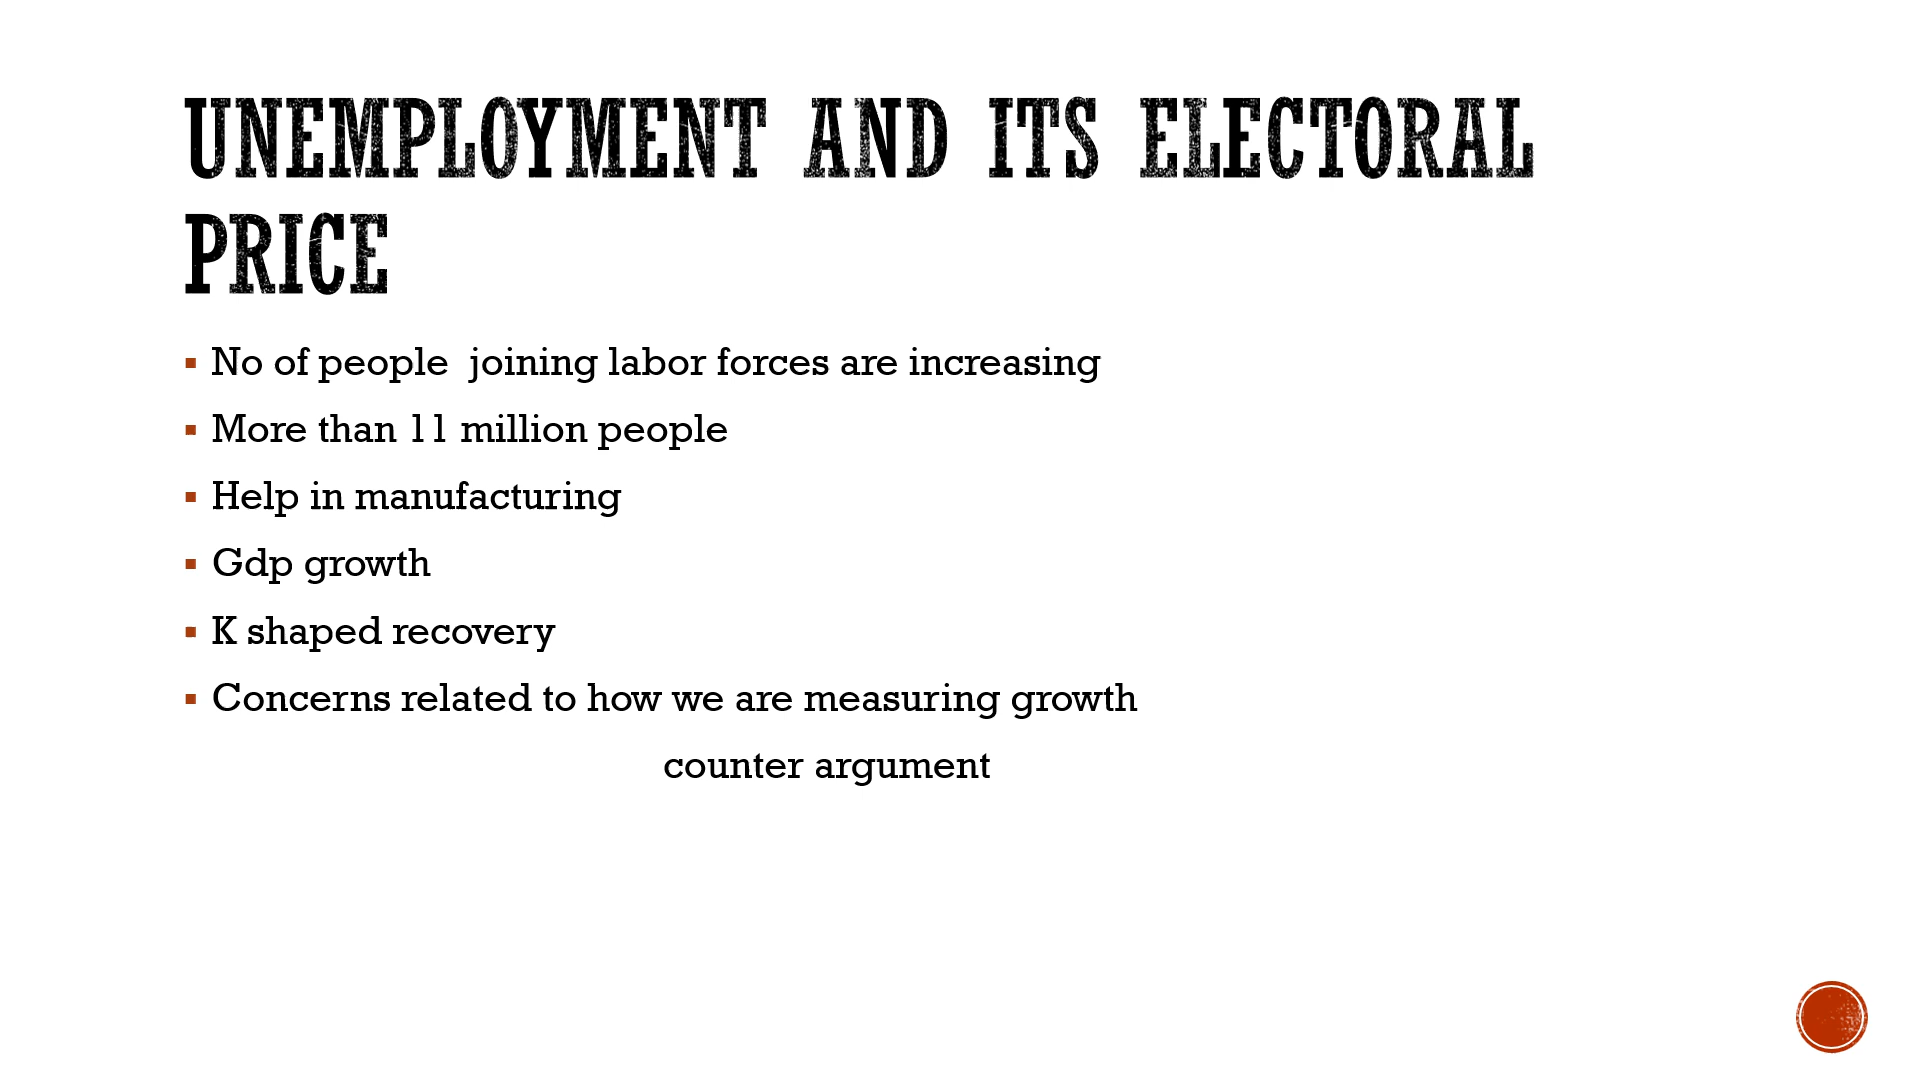 UNEMPLOYMENT AND ITS ELECTORAL
PRICE
No of people  joining labor forces are increasing
More than 11 million people
Help in manufacturing
Gdp growth
K shaped recovery
Concerns related to how we are measuring growth
counter argument